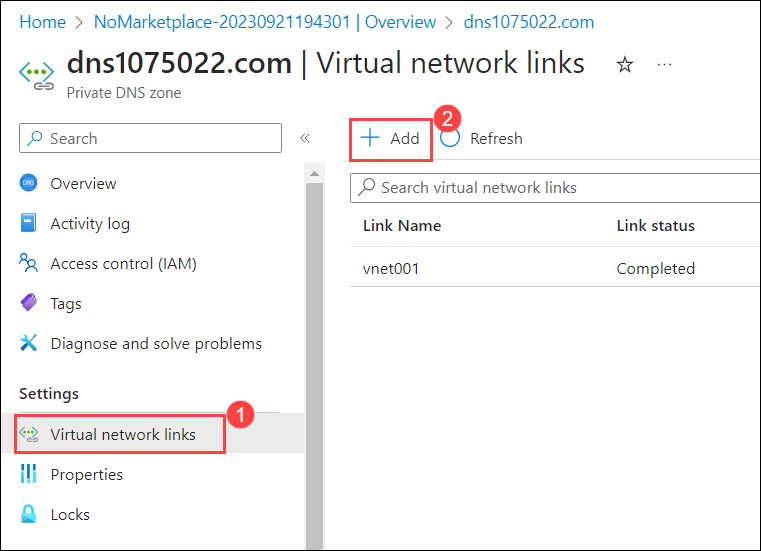 Home > NoMarketplace-20230921194301 | Overview > dns1075022.com
dns1075022.com | Virtual network links ☆ ...
Private DNS zone
Search «
+ Add 2 Refresh
Search virtual network links
Link Name Link status
vnet001 Completed
DNS Overview
Activity log
Access control (IAM)
Tags
Diagnose and solve problems
Settings
1
Virtual network links
Properties
Locks